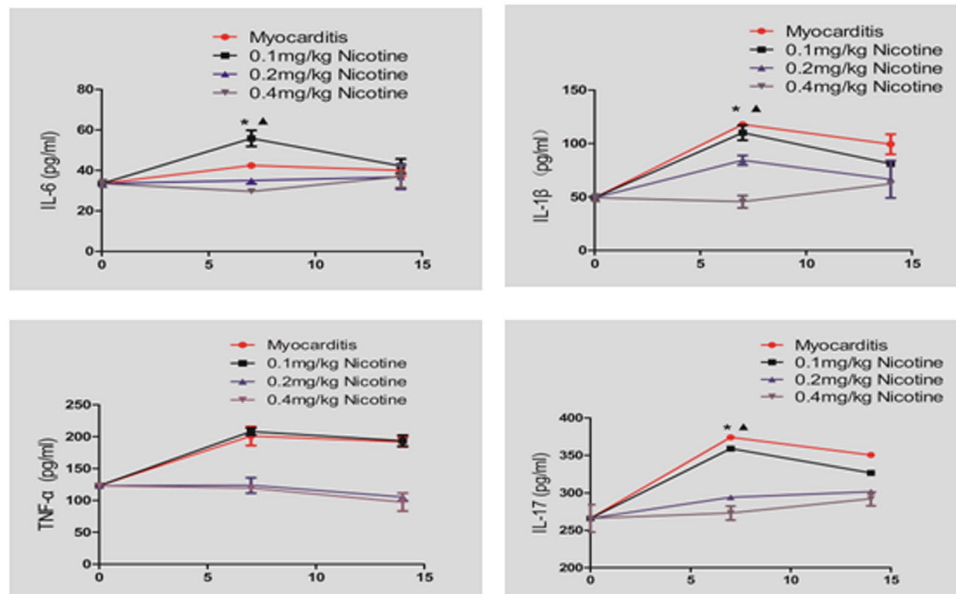 Myocarditis
0.1mg/kg Nicotine
0.2mg/kg Nicotine
0.4mg/kg Nicotine
80
60
40
20
0
IL-6 (pg/ml)
* ▲
0 5 10 15
Myocarditis
0.1mg/kg Nicotine
0.2mg/kg Nicotine
0.4mg/kg Nicotine
150
100
50
0
IL-1β (pg/ml)
* ▲
0 5 10 15
Myocarditis
0.1mg/kg Nicotine
0.2mg/kg Nicotine
0.4mg/kg Nicotine
250
200
150
100
50
0
TNF-α (pg/ml)
0 5 10 15
Myocarditis
0.1mg/kg Nicotine
0.2mg/kg Nicotine
0.4mg/kg Nicotine
400
350
300
250
200
IL-17 (pg/ml)
* ▲
0 5 10 15